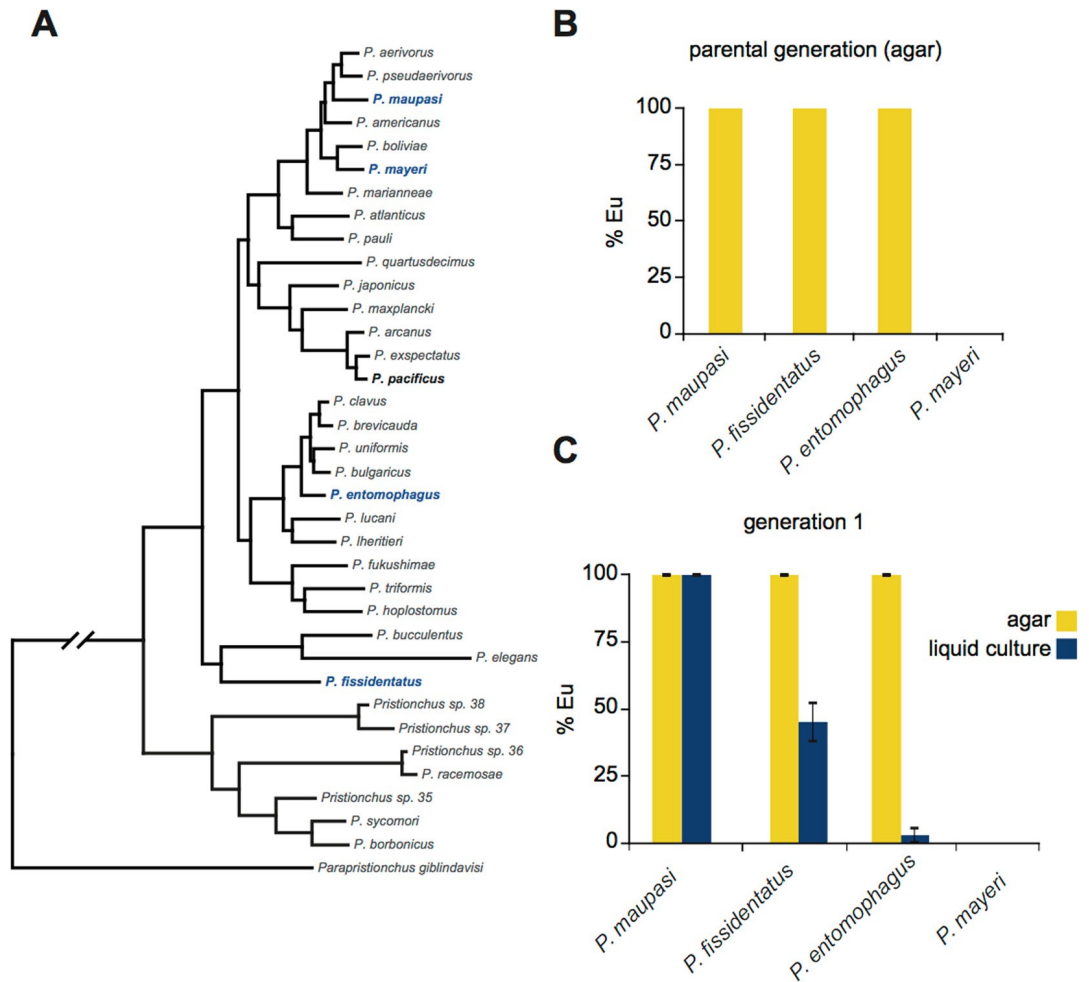 A
P. aerivorus
P. pseudaerivorus
P. maupasi
P. americanus
P. boliviae
P. mayeri
P. marianneae
P. atlanticus
P. pauli
P. quartusdecimus
P. japonicus
P. maxplancki
P. arcanus
P. exspectatus
P. pacificus
P. clavus
P. brevicauda
P. uniformis
P. bulgaricus
P. entomophagus
P. lucani
P. lheritieri
P. fukushimae
P. triformis
P. hoplostomus
P. bucculentus
P. elegans
P. fissidentatus
Pristionchus sp. 38
Pristionchus sp. 37
Pristionchus sp. 36
P. racemosae
Pristionchus sp. 35
P. sycomori
P. borbonicus
Parapristionchus giblindavisi
B
parental generation (agar)
% Eu
100
75
50
25
0
P. maupasi
P. fissidentatus
P. entomophagus
P. mayeri
C
generation 1
% Eu
100
75
50
25
0
agar
liquid culture
P. maupasi
P. fissidentatus
P. entomophagus
P. mayeri